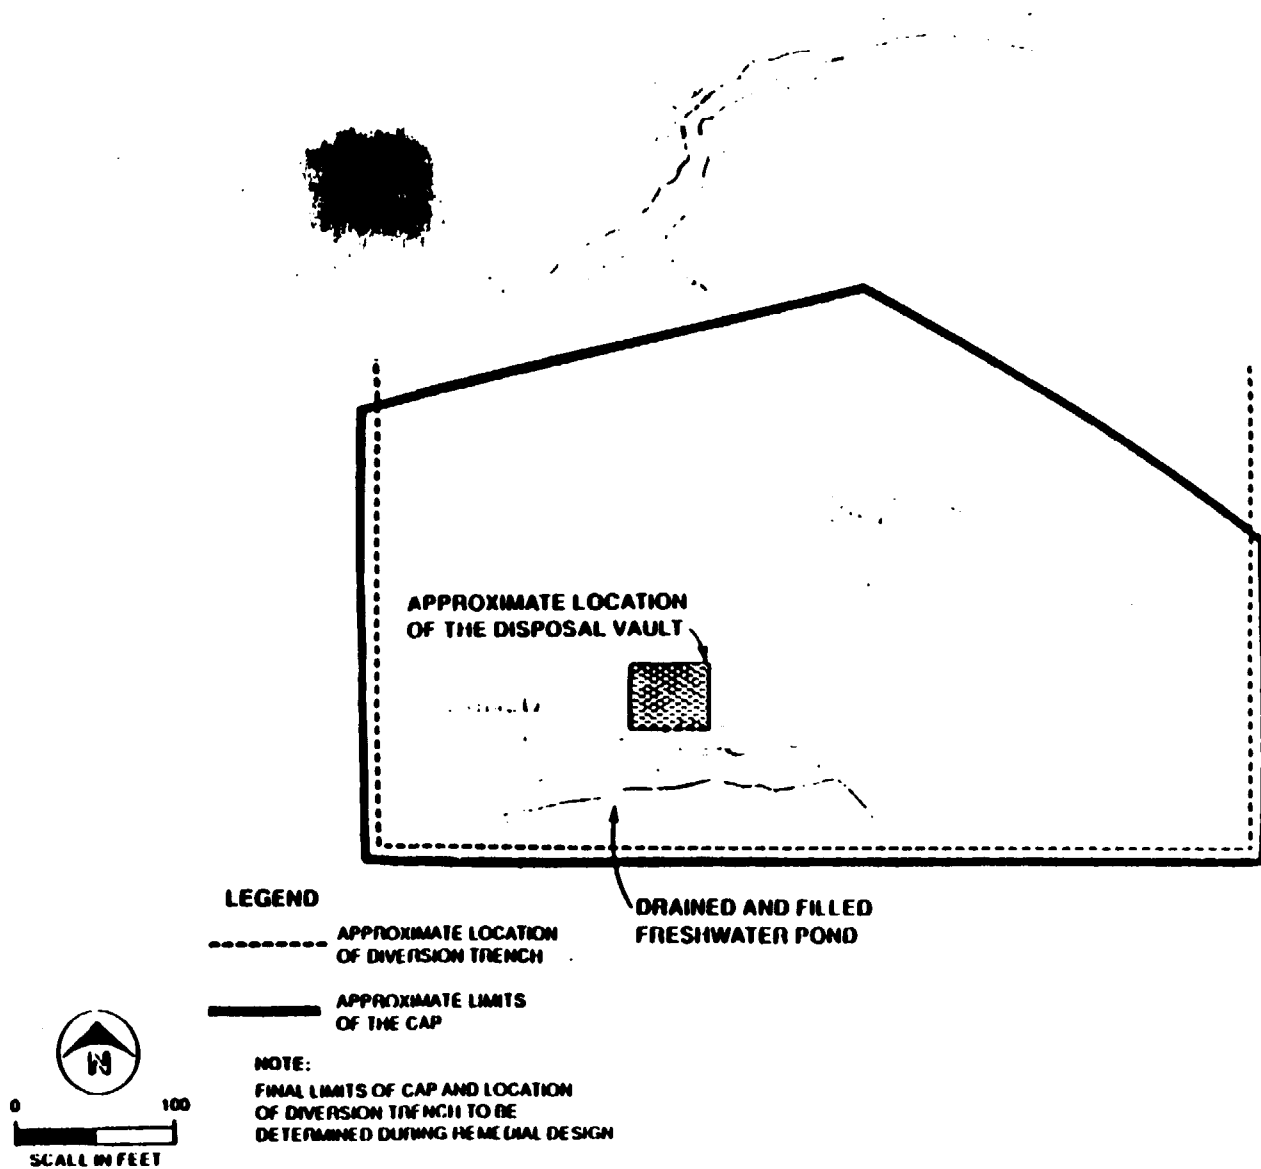 APPROXIMATE LOCATION
OF THE DISPOSAL VAULT
DRAINED AND FILLED
FRESHWATER POND
LEGEND
APPROXIMATE LOCATION
OF DIVERSION TRENCH
APPROXIMATE LIMITS
OF THE CAP
N
NOTE:
FINAL LIMITS OF CAP AND LOCATION
OF DIVERSION TRENCH TO BE
DETERMINED DURING REMEDIAL DESIGN
0 100
SCALE IN FEET